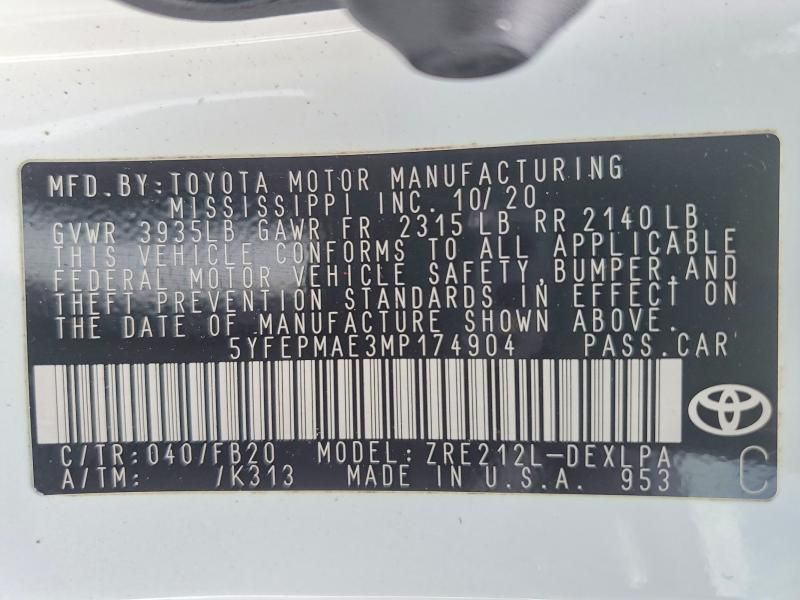 MFD. BY: TOYOTA MOTOR MANUFACTURING
MISSISSIPPI INC. 10/20
GVWR 3935LB GAWR FR 2315 LB RR 2140LB
THIS VEHICLE CONFORMS TO ALL APPLICABLE
FEDERAL MOTOR VEHICLE SAFETY, BUMPER, AND
THEFT PREVENTION STANDARDS IN EFFECT ON
THE DATE OF MANUFACTURE SHOWN ABOVE.
5YFEPMAE3MP174904 PASS. CAR
C/TR: 040/FB20 MODEL: ZRE212L-DEXLPA
A/TM: /K313 MADE IN U.S.A. 953 C